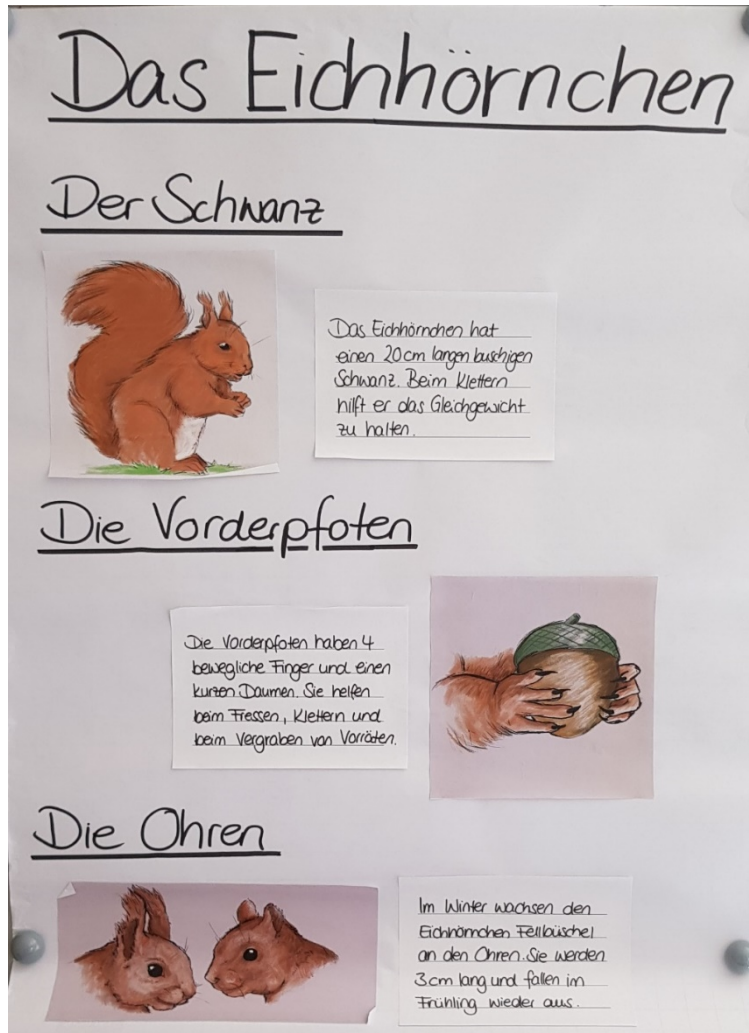 Das Eichhörnchen
Der Schwanz
Das Eichhörnchen hat
einen 20cm langen buschigen
Schwanz. Beim Klettern
hilft er das Gleichgewicht
zu halten.
Die Vorderpfoten
Die Vorderpfoten haben 4
bewegliche Finger und einen
kurzen Daumen. Sie helfen
beim Fressen, Klettern und
beim Vergraben von Vorräten.
Die Ohren
Im Winter wachsen den
Eichhörnchen Fellbüschel
an den Ohren. Sie werden
3cm lang und fallen im
Frühling wieder aus.